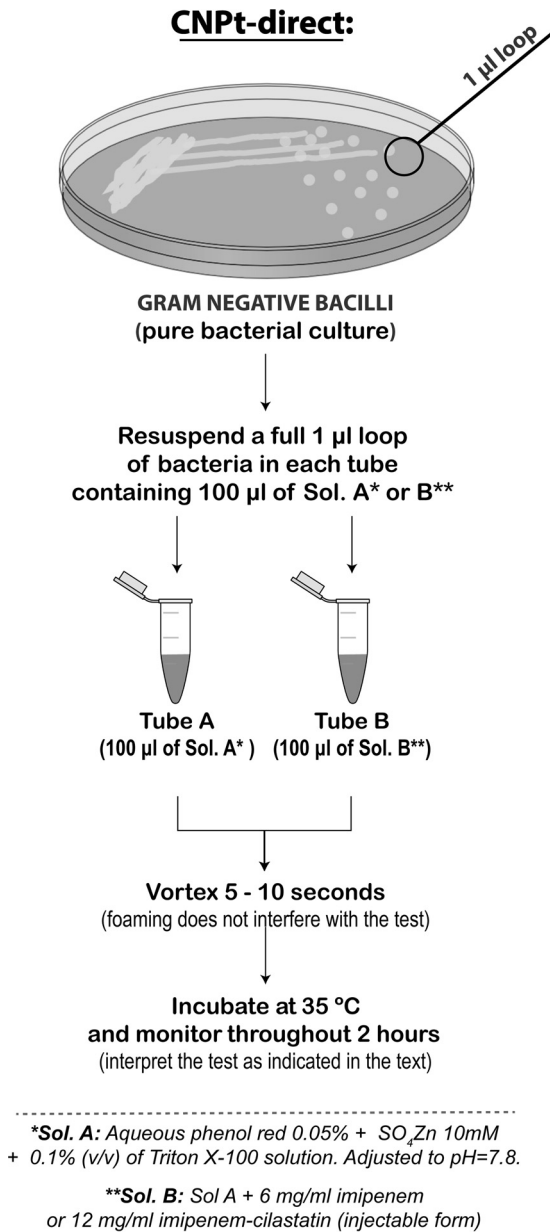 CNPt-direct:
1 µl loop
GRAM NEGATIVE BACILLI
(pure bacterial culture)
Resuspend a full 1 µl loop
of bacteria in each tube
containing 100 µl of Sol. A* or B**
Tube A
(100 µl of Sol. A* )
Tube B
(100 µl of Sol. B**)
Vortex 5 - 10 seconds
(foaming does not interfere with the test)
Incubate at 35 ºC
and monitor throughout 2 hours
(interpret the test as indicated in the text)
*Sol. A: Aqueous phenol red 0.05% + SO₄Zn 10mM
+ 0.1% (v/v) of Triton X-100 solution. Adjusted to pH=7.8.
**Sol. B: Sol A + 6 mg/ml imipenem
or 12 mg/ml imipenem-cilastatin (injectable form)